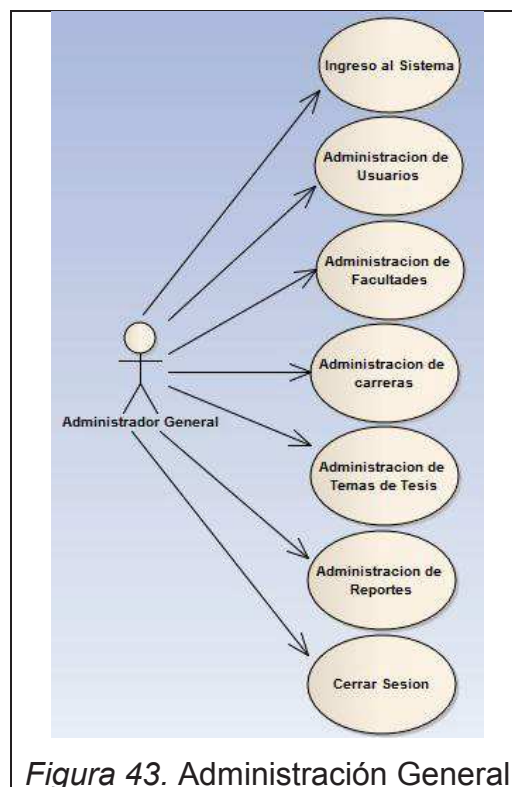 Ingreso al Sistema
Administracion de
Usuarios
Administracion de
Facultades
Administracion de
carreras
Administrador General
Administracion de
Temas de Tesis
Administracion de
Reportes
Cerrar Sesion
Figura 43. Administración General